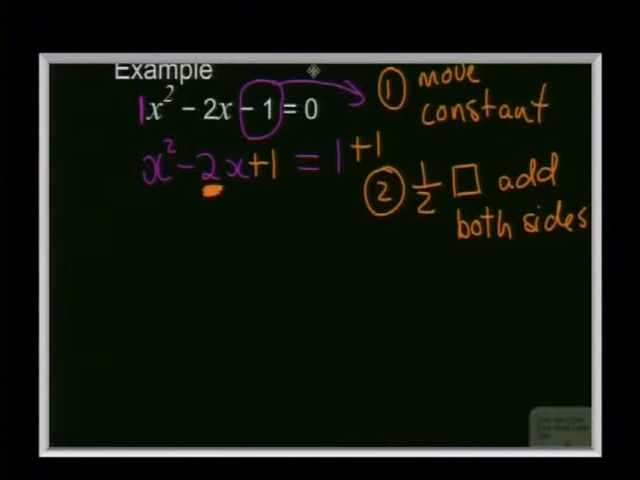 Example
1x² − 2x − 1 = 0
① move
constant
x² − 2x + 1 = 1 + 1
② 1/2 □ add
both sides